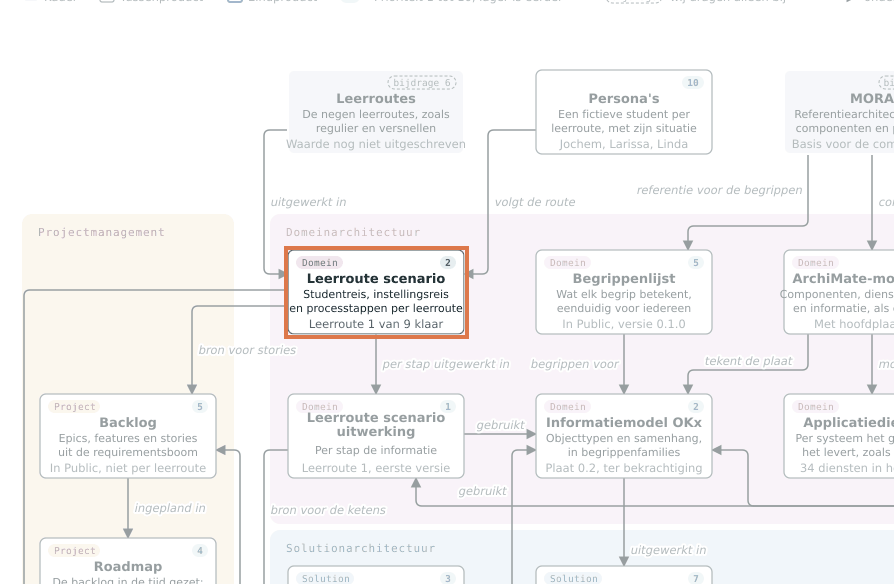 bijdrage 6
Leerroutes
De negen leerroutes, zoals
regulier en versnellen
Waarde nog niet uitgeschreven
10
Persona's
Een fictieve student per
leerroute, met zijn situatie
Jochem, Larissa, Linda
MORA
Referentiearchitec
componenten en
Basis voor de com
uitgewerkt in
volgt de route
referentie voor de begrippen
Projectmanagement
Domeinarchitectuur
Domein
2
Leerroute scenario
Studentreis, instellingsreis
en processtappen per leerroute
Leerroute 1 van 9 klaar
Domein
5
Begrippenlijst
Wat elk begrip betekent,
eenduidig voor iedereen
In Public, versie 0.1.0
Domein
ArchiMate-mo
Componenten, diens
en informatie, als
Met hoofdplaa
bron voor stories
per stap uitgewerkt in
begrippen voor
tekent de plaat
Project
5
Backlog
Epics, features en stories
uit de requirementsboom
In Public, niet per leerroute
Domein
1
Leerroute scenario
uitwerking
Per stap de informatie
Leerroute 1, eerste versie
gebruikt
Domein
2
Informatiemodel OKx
Objecttypen en samenhang,
in begrippenfamilies
Plaat 0.2, ter bekrachtiging
Domein
Applicatiedie
Per systeem het g
het levert, zoals
34 diensten in h
gebruikt
ingepland in
bron voor de ketens
Project
4
Roadmap
De backlog in de tijd gezet:
Solutionarchitectuur
uitgewerkt in
Solution
3
Solution
7